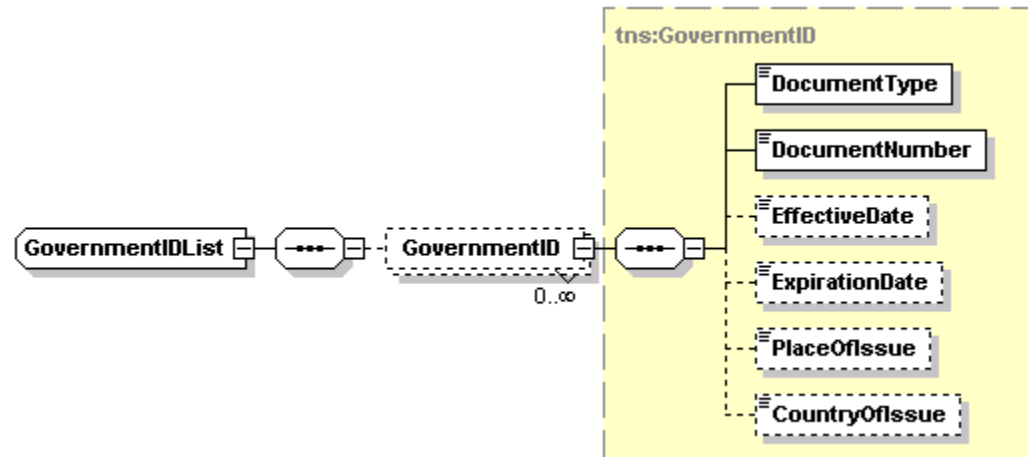 tns:GovernmentID
DocumentType
DocumentNumber
EffectiveDate
GovernmentIDList
GovernmentID
0..∞
ExpirationDate
PlaceOfIssue
CountryOfIssue